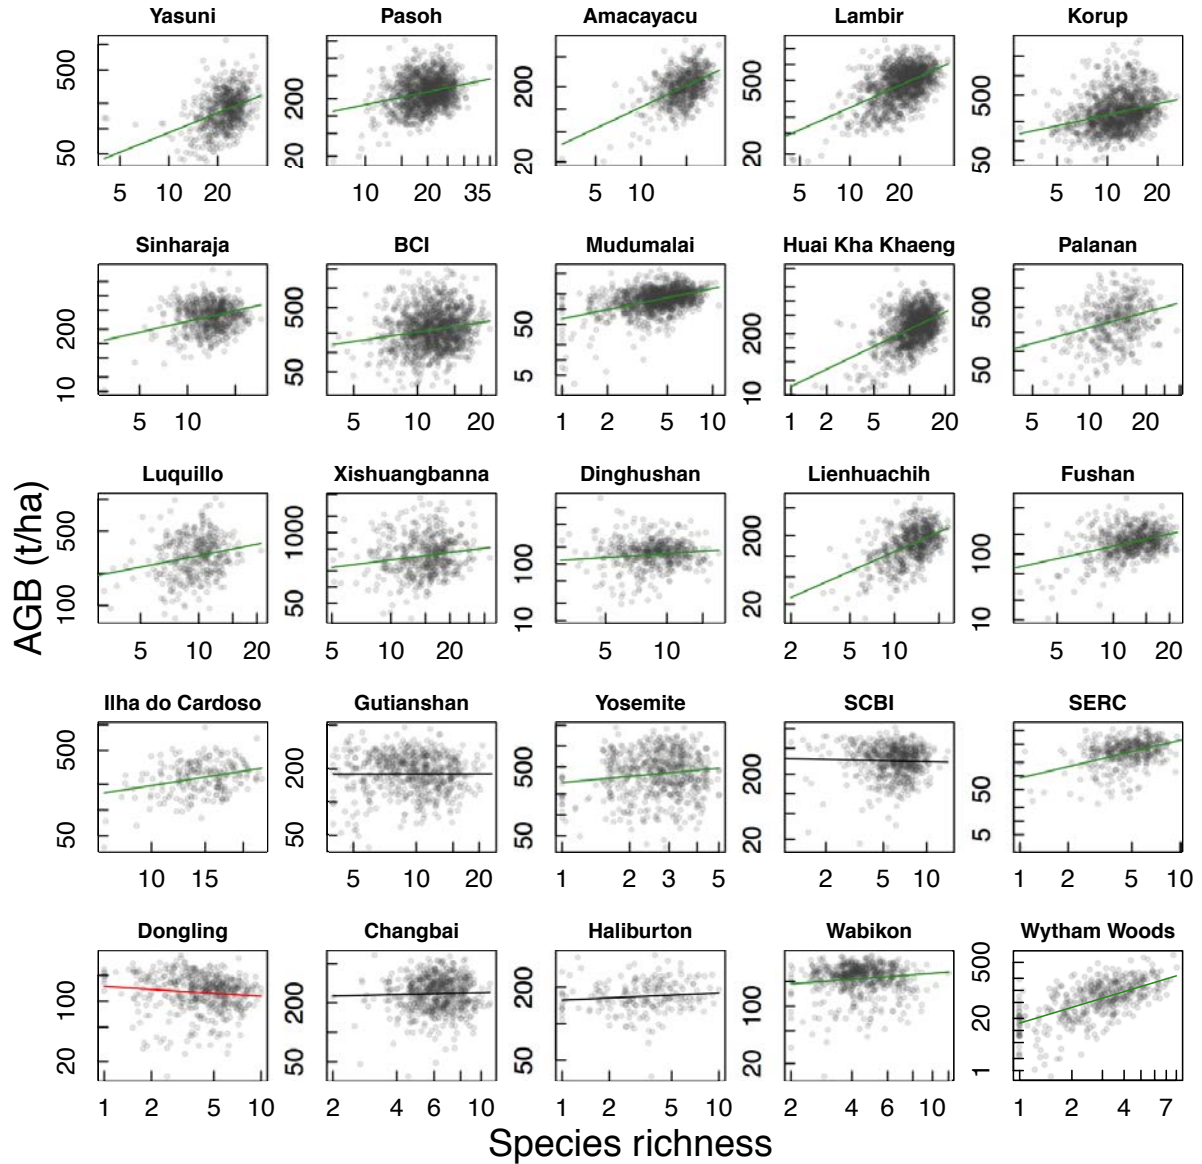 Yasuni Pasoh Amacayacu Lambir Korup
50 500 20 200 20 200 20 500 50 500
5 10 20 10 20 35 5 10 5 10 20 5 10 20
Sinharaja BCI Mudumalai Huai Kha Khaeng Palanan
10 200 50 500 5 50 10 200 50 500
5 10 5 10 20 1 2 5 10 1 2 5 20 5 10 20
Luquillo Xishuangbanna Dinghushan Lienhuachih Fushan
100 500 50 1000 10 100 20 200 10 100
5 10 20 5 10 20 5 10 2 5 10 5 10 20
AGB (t/ha)
Ilha do Cardoso Gutianshan Yosemite SCBI SERC
50 500 50 200 50 500 20 200 5 50
10 15 5 10 20 1 2 3 5 2 5 10 1 2 5 10
Dongling Changbai Haliburton Wabikon Wytham Woods
20 100 50 200 50 200 20 100 1 20 500
1 2 5 10 2 4 6 10 1 2 5 10 2 4 6 10 1 2 4 7
Species richness